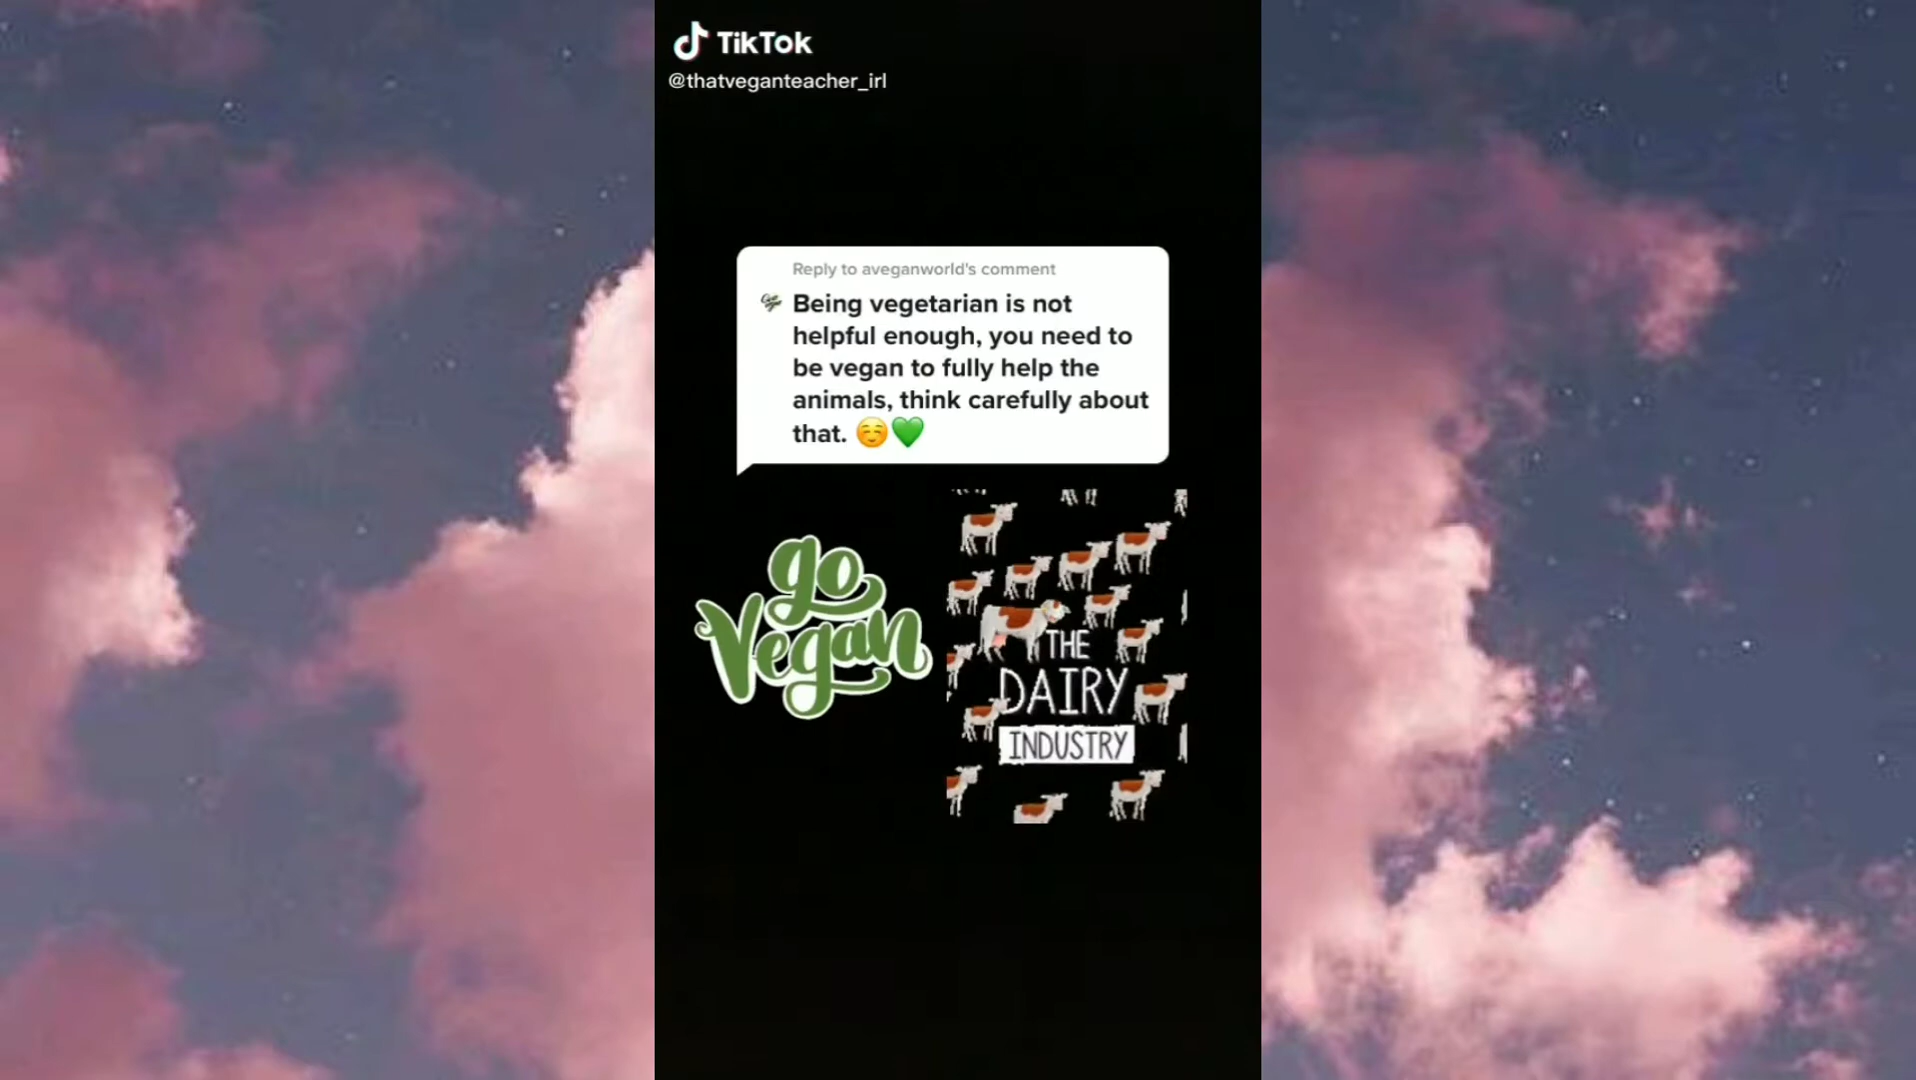 TikTok
@thatveganteacher_irl
Reply to aveganworld's comment
Being vegetarian is not
helpful enough, you need to
be vegan to fully help the
animals, think carefully about
that. ☺️💚
go
Vegan
THE
DAIRY
INDUSTRY